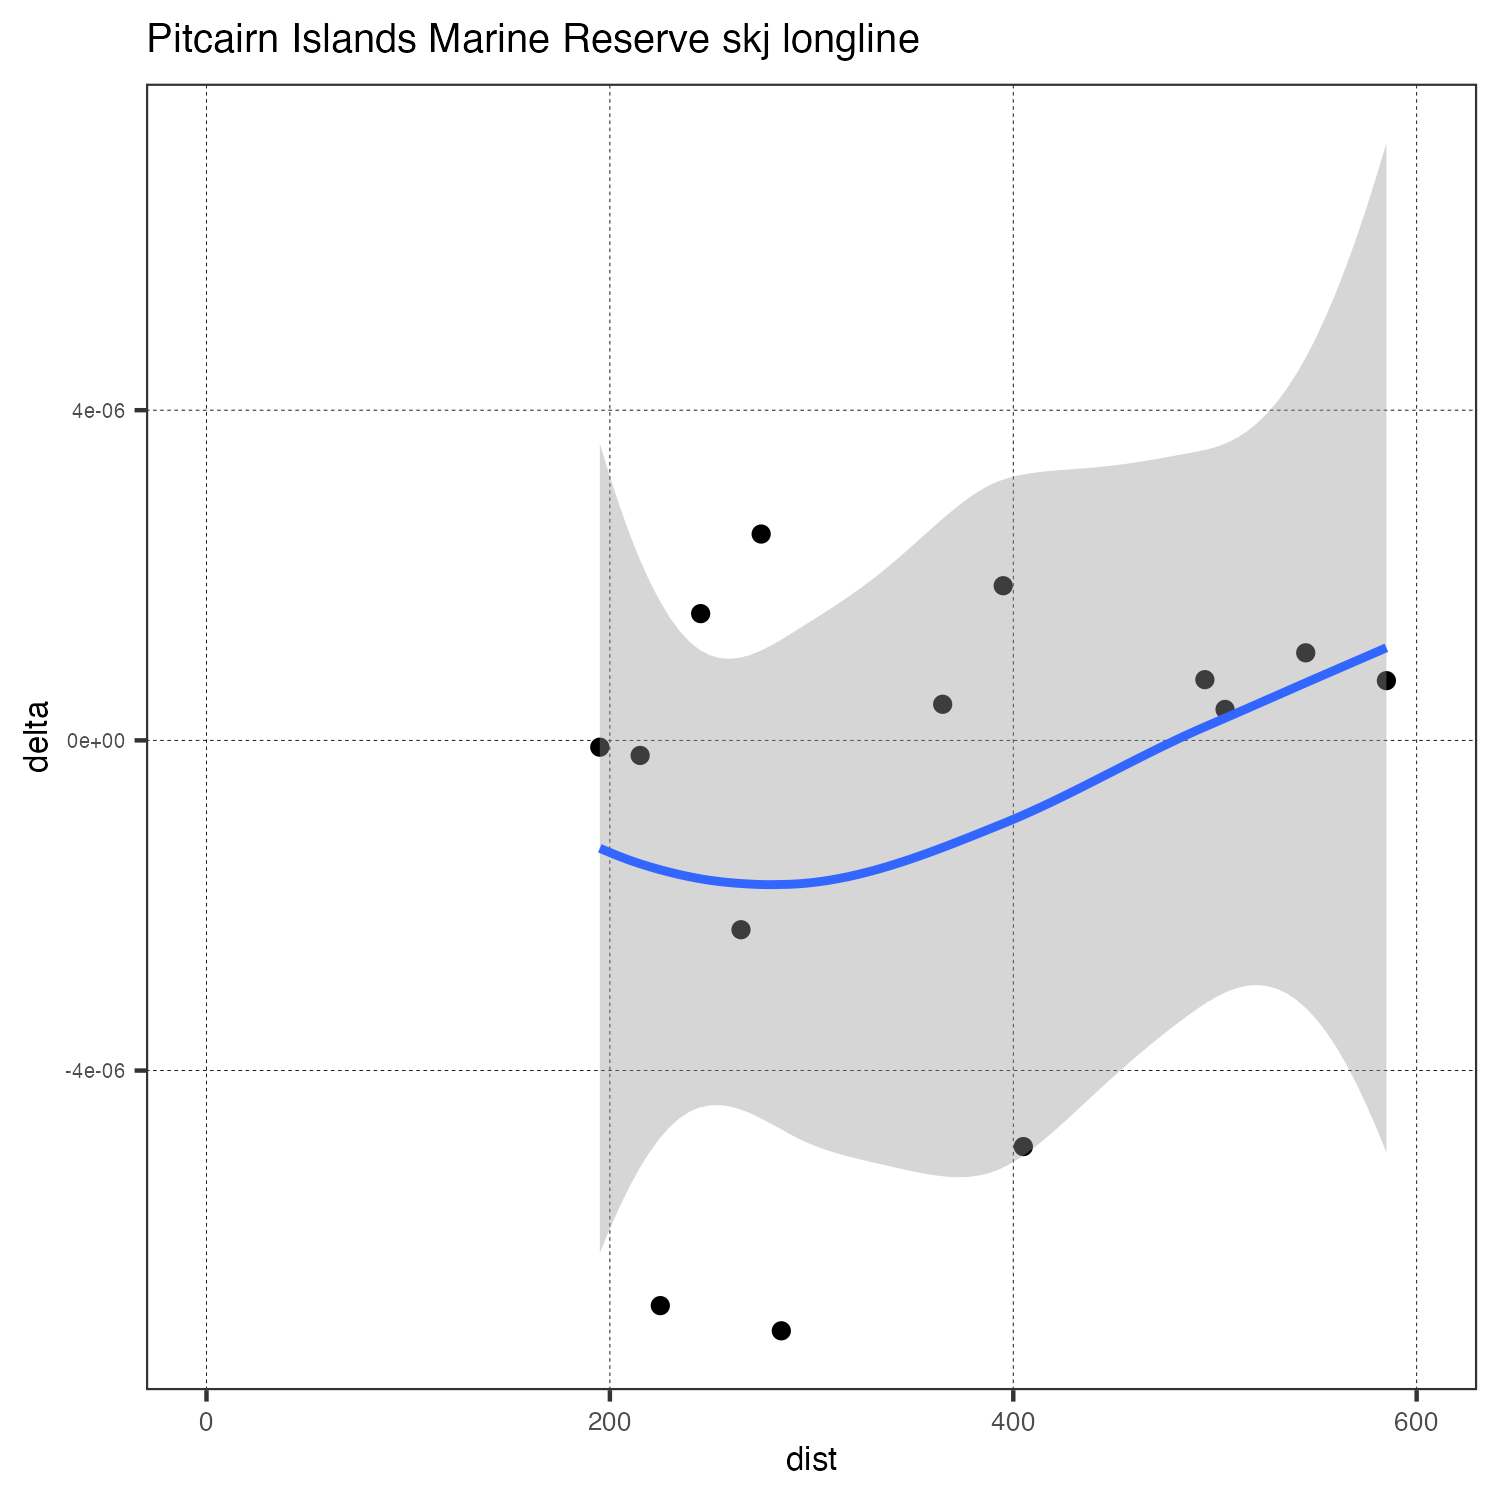 Pitcairn Islands Marine Reserve skj longline
4e-06
0e+00
-4e-06
delta
0 200 400 600
dist